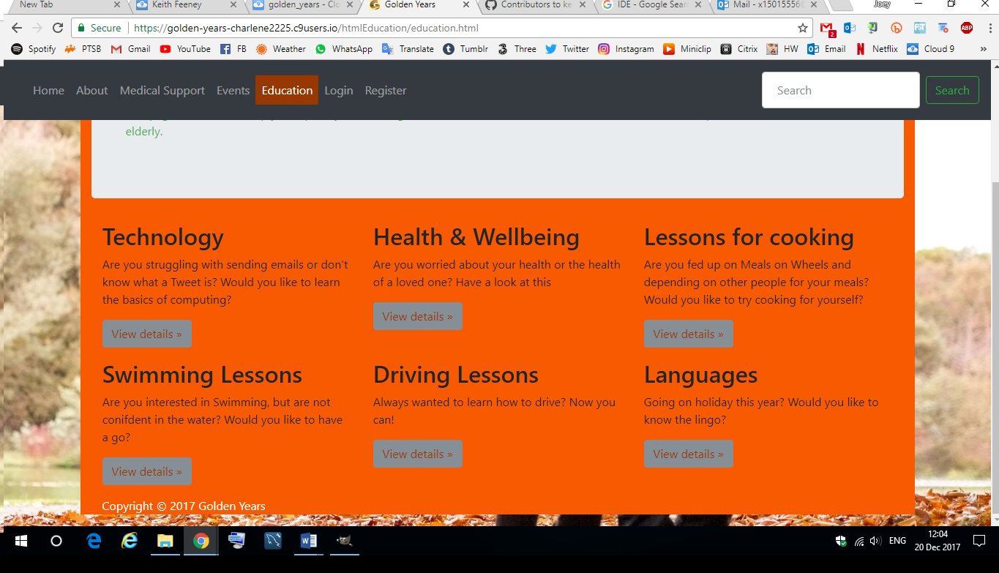 New Tab
Keith Feeney
golden_years - Clo
Golden Years
Contributors to ke
IDE - Google Sear
Mail - x15015556
Joey
Secure
https://golden-years-charlene2225.c9users.io/htmlEducation/education.html
2
ABP
Spotify
PTSB
Gmail
YouTube
FB
Weather
WhatsApp
Translate
Tumblr
Three
Twitter
Instagram
Miniclip
Citrix
HW
Email
Netflix
Cloud 9
»
Home
About
Medical Support
Events
Education
Login
Register
Search
Search
elderly.
Technology
Are you struggling with sending emails or don't
know what a Tweet is? Would you like to learn
the basics of computing?
View details »
Health & Wellbeing
Are you worried about your health or the health
of a loved one? Have a look at this
View details »
Lessons for cooking
Are you fed up on Meals on Wheels and
depending on other people for your meals?
Would you like to try cooking for yourself?
View details »
Swimming Lessons
Are you interested in Swimming, but are not
conifdent in the water? Would you like to have
a go?
View details »
Driving Lessons
Always wanted to learn how to drive? Now you
can!
View details »
Languages
Going on holiday this year? Would you like to
know the lingo?
View details »
Copyright © 2017 Golden Years
ENG
12:04
20 Dec 2017